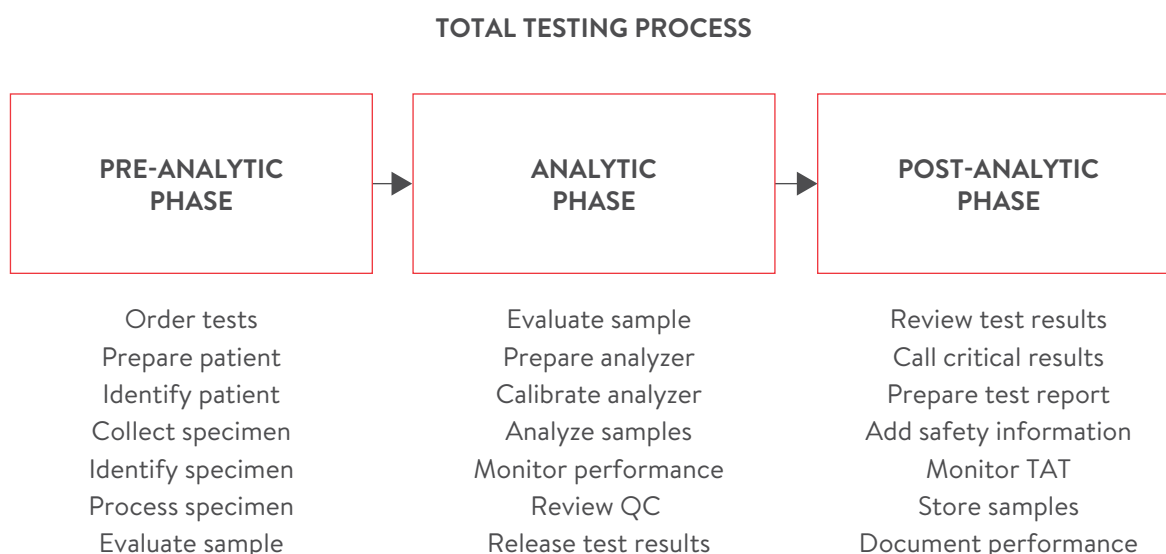 TOTAL TESTING PROCESS
PRE-ANALYTIC
PHASE
ANALYTIC
PHASE
POST-ANALYTIC
PHASE
Order tests
Prepare patient
Identify patient
Collect specimen
Identify specimen
Process specimen
Evaluate sample
Evaluate sample
Prepare analyzer
Calibrate analyzer
Analyze samples
Monitor performance
Review QC
Release test results
Review test results
Call critical results
Prepare test report
Add safety information
Monitor TAT
Store samples
Document performance